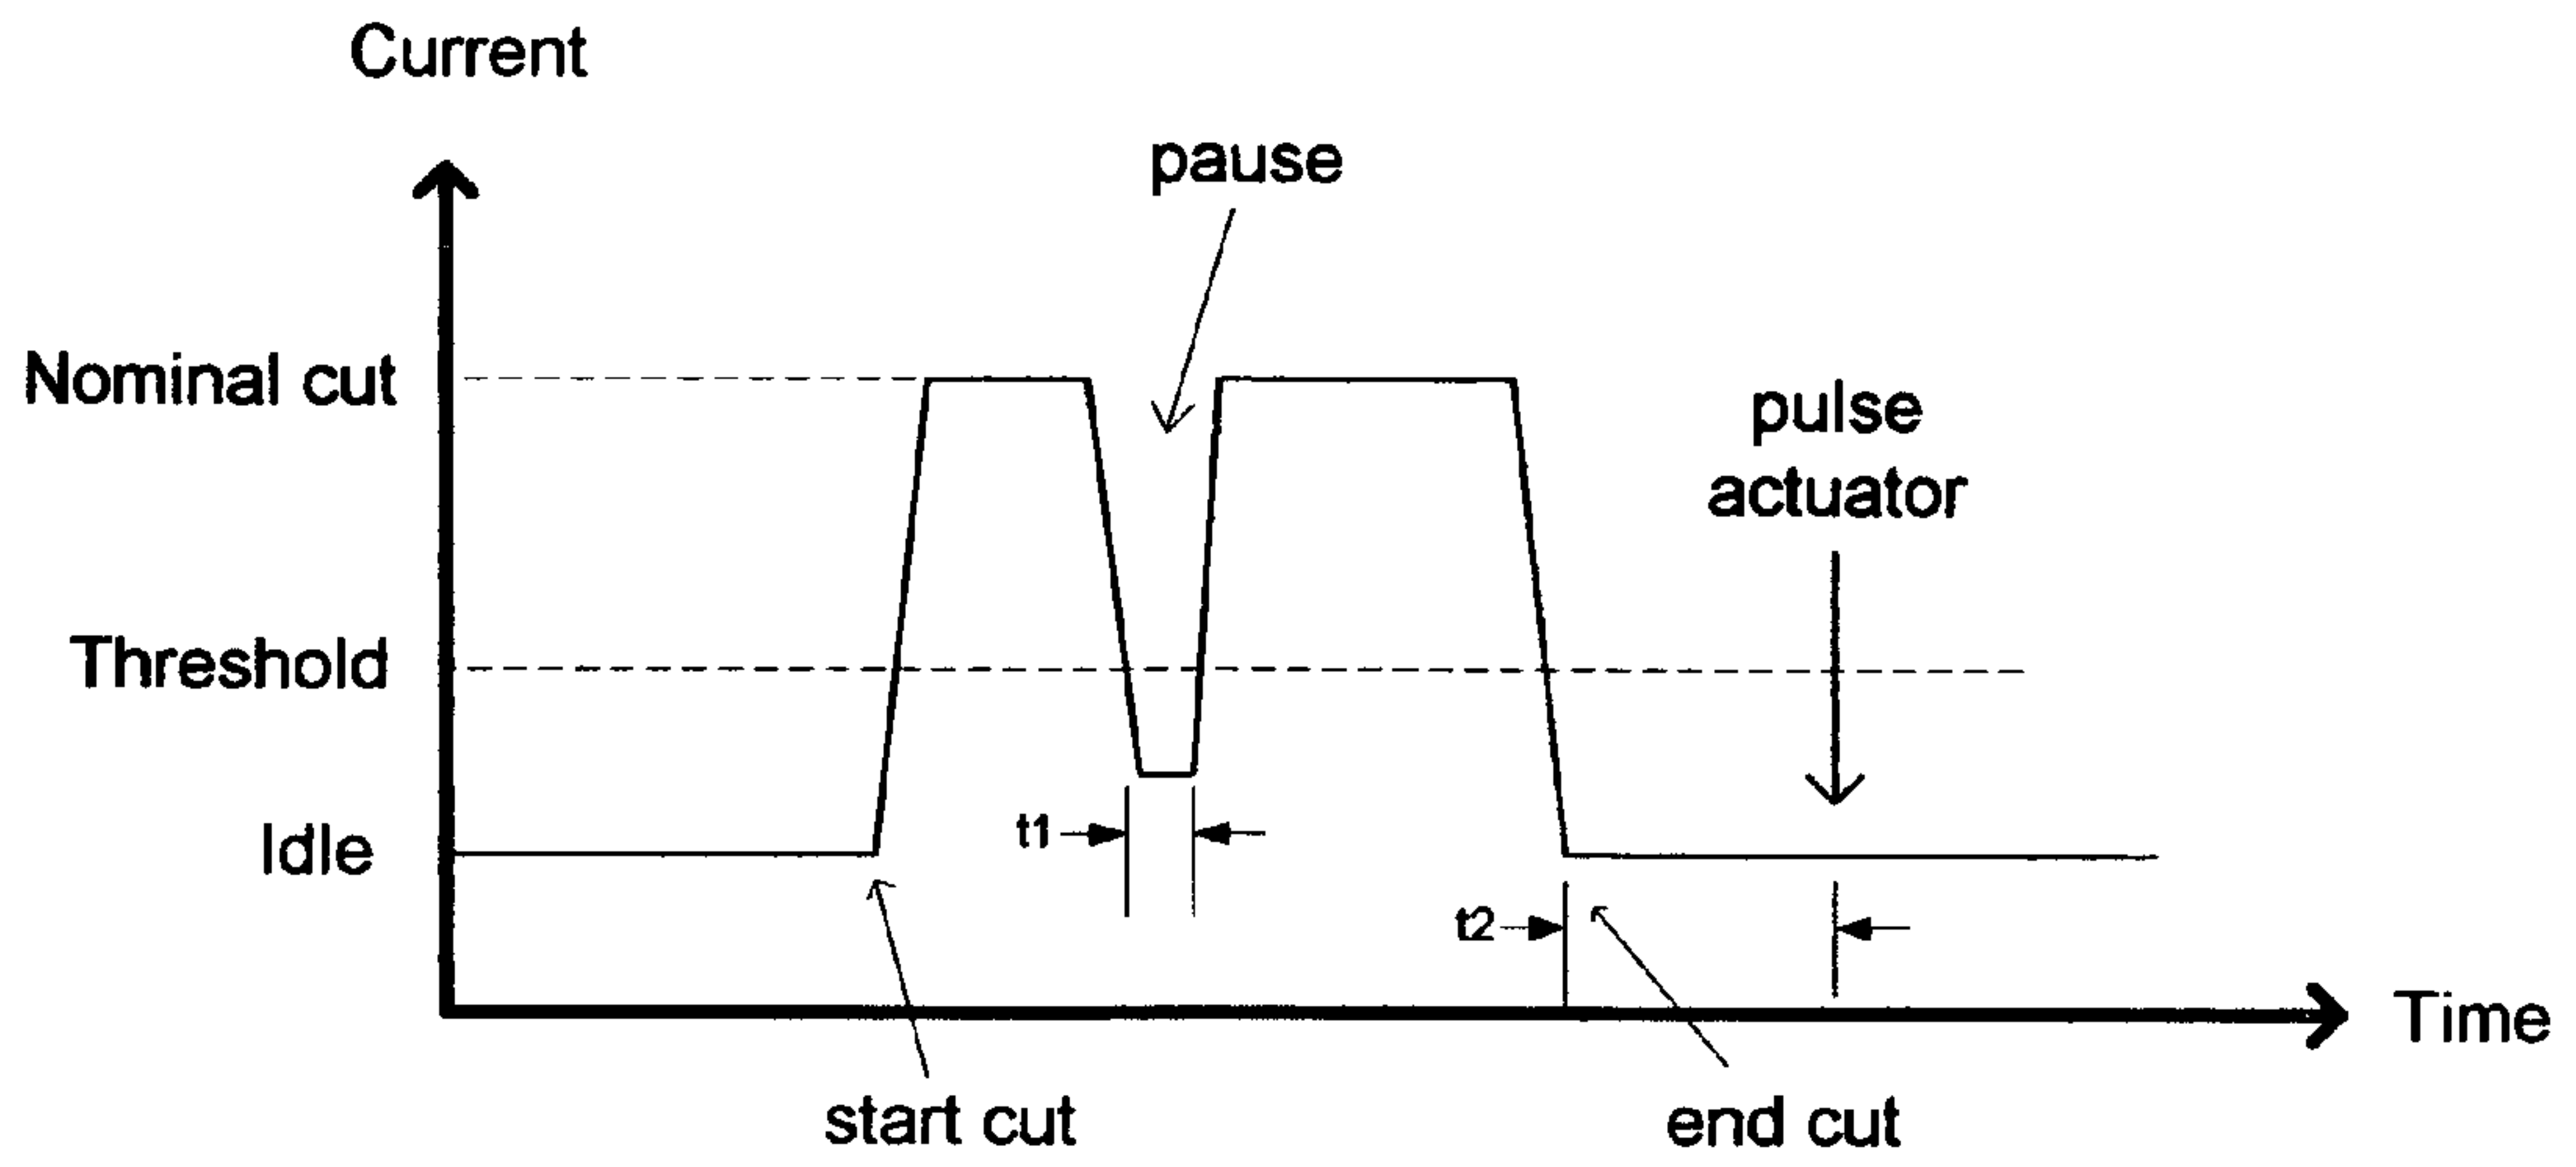 Current
pause
Nominal cut
pulse
actuator
Threshold
t1
Idle
t2
Time
start cut
end cut